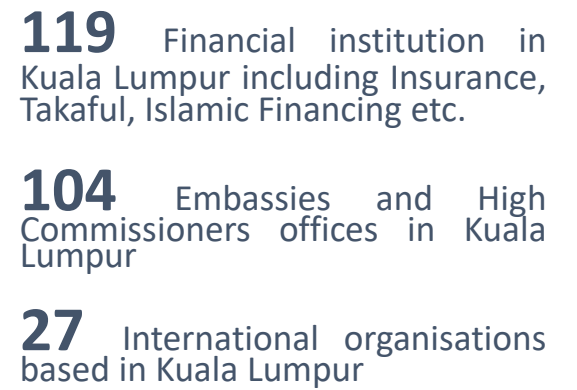 119 Financial institution in
Kuala Lumpur including Insurance,
Takaful, Islamic Financing etc.
104 Embassies and High
Commissioners offices in Kuala
Lumpur
27 International organisations
based in Kuala Lumpur